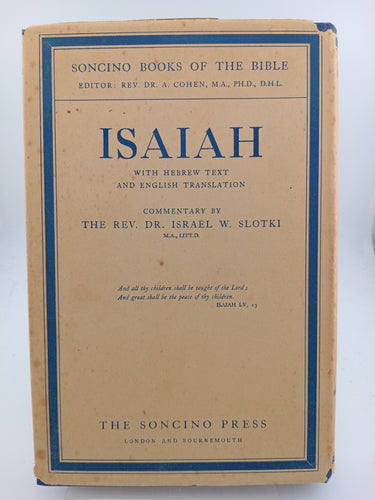 SONCINO BOOKS OF THE BIBLE
EDITOR: REV. DR. A. COHEN, M.A., PH.D., D.H.L.
ISAIAH
WITH HEBREW TEXT
AND ENGLISH TRANSLATION
COMMENTARY BY
THE REV. DR. ISRAEL W. SLOTKI
M.A., LITT.D.
And all thy children shall be taught of the Lord;
And great shall be the peace of thy children.
ISAIAH LV, 13
THE SONCINO PRESS
LONDON AND BOURNEMOUTH